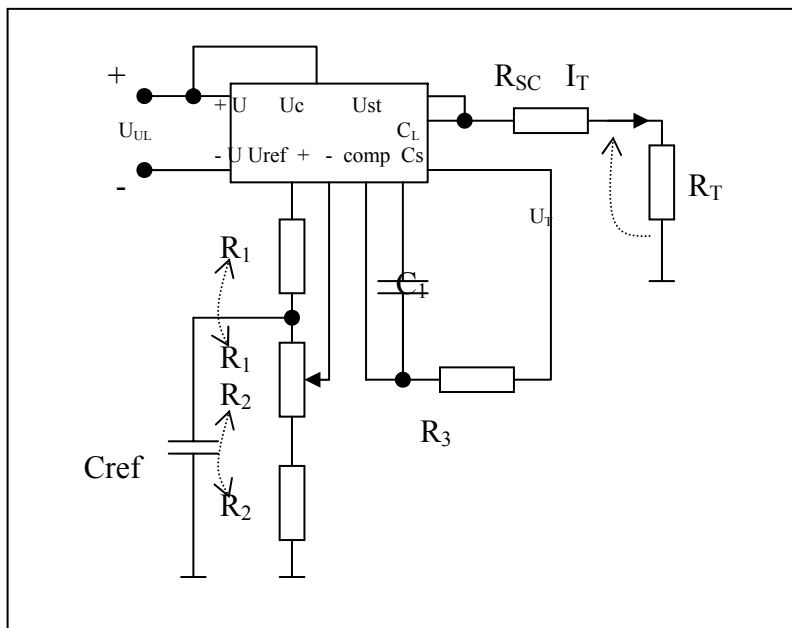 +
R_SC I_T
+ U Uc Ust
U_UL
C_L
- U Uref + - comp Cs
-
R_T
U_T
R_1
C_1
R_1
R_2
R_3
Cref
R_2